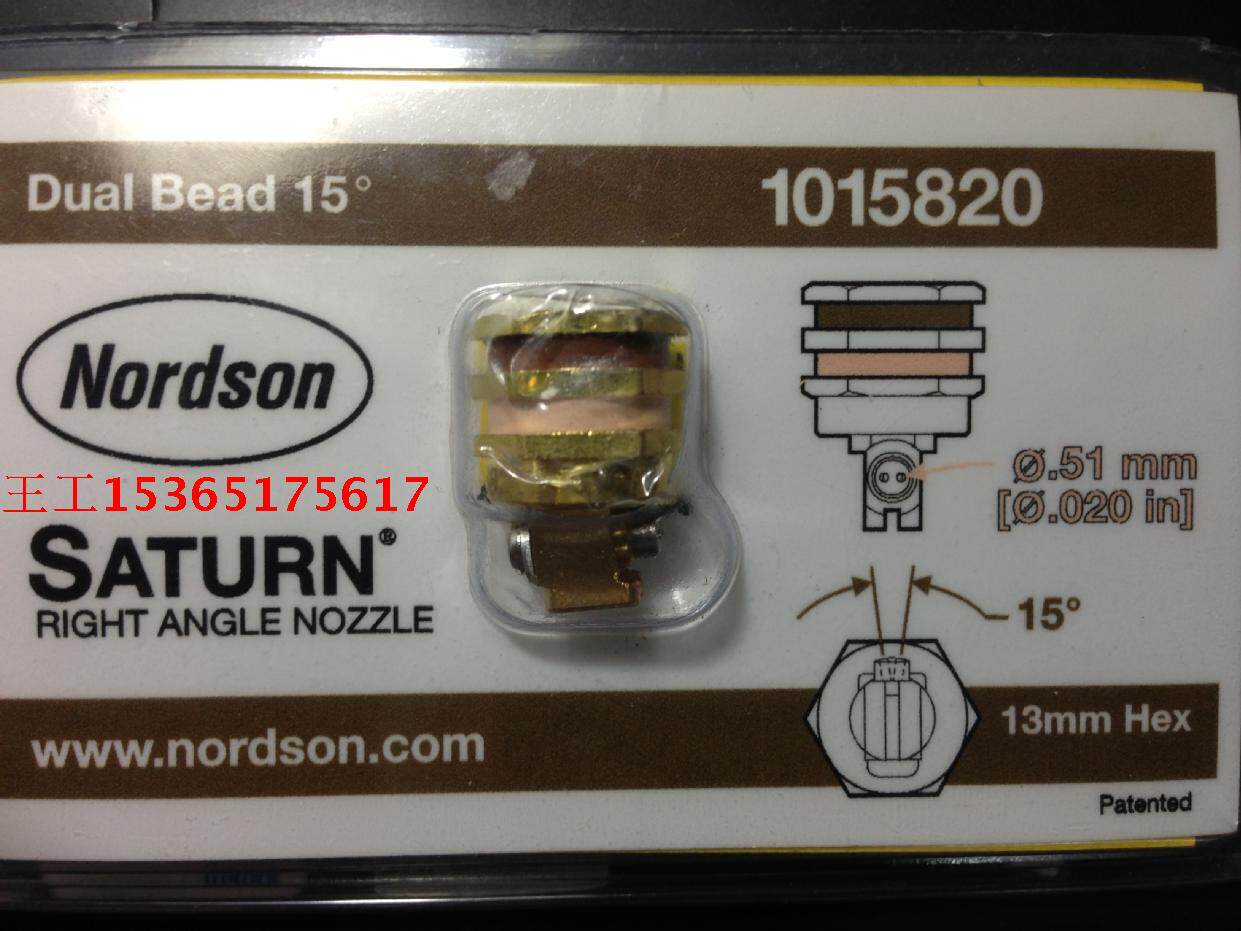 Dual Bead 15°
1015820
Nordson
王工15365175617
SATURN®
RIGHT ANGLE NOZZLE
Ø.51 mm
[Ø.020 in]
15°
13mm Hex
www.nordson.com
Patented